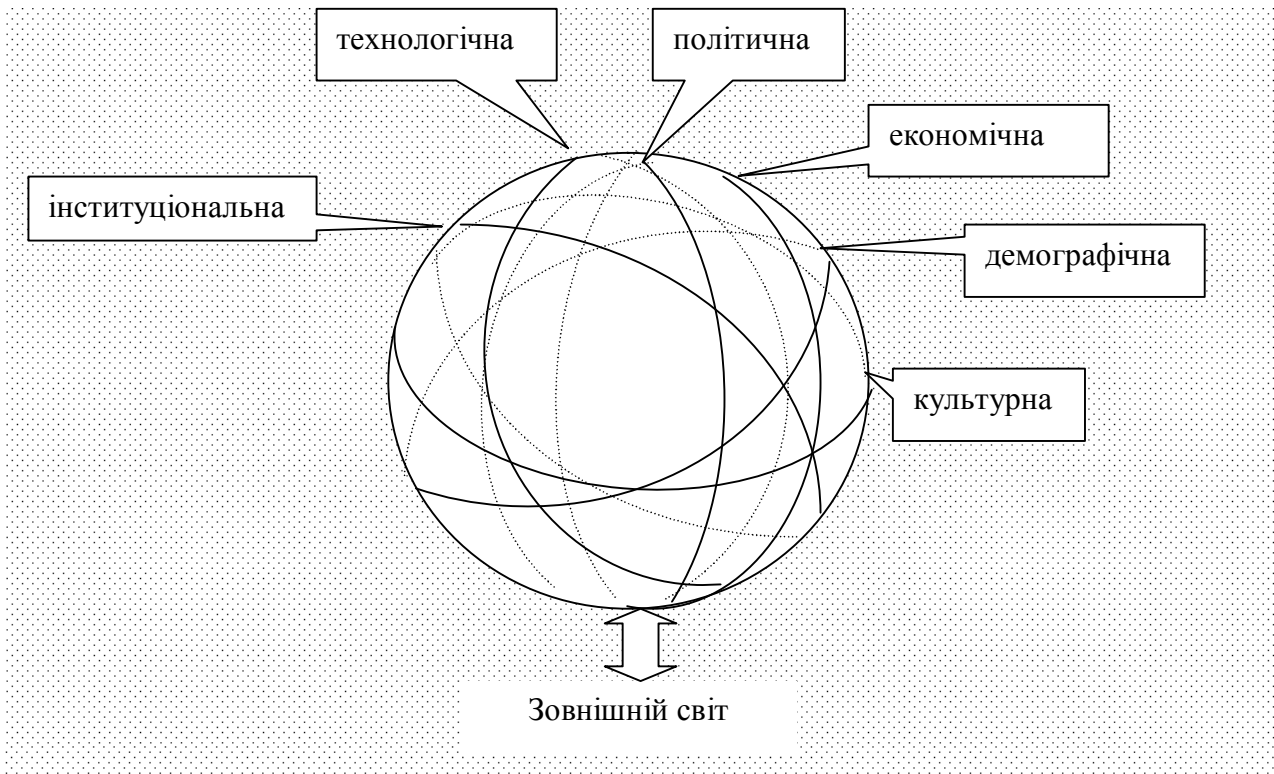 технологічна
політична
економічна
інституціональна
демографічна
культурна
Зовнішній світ